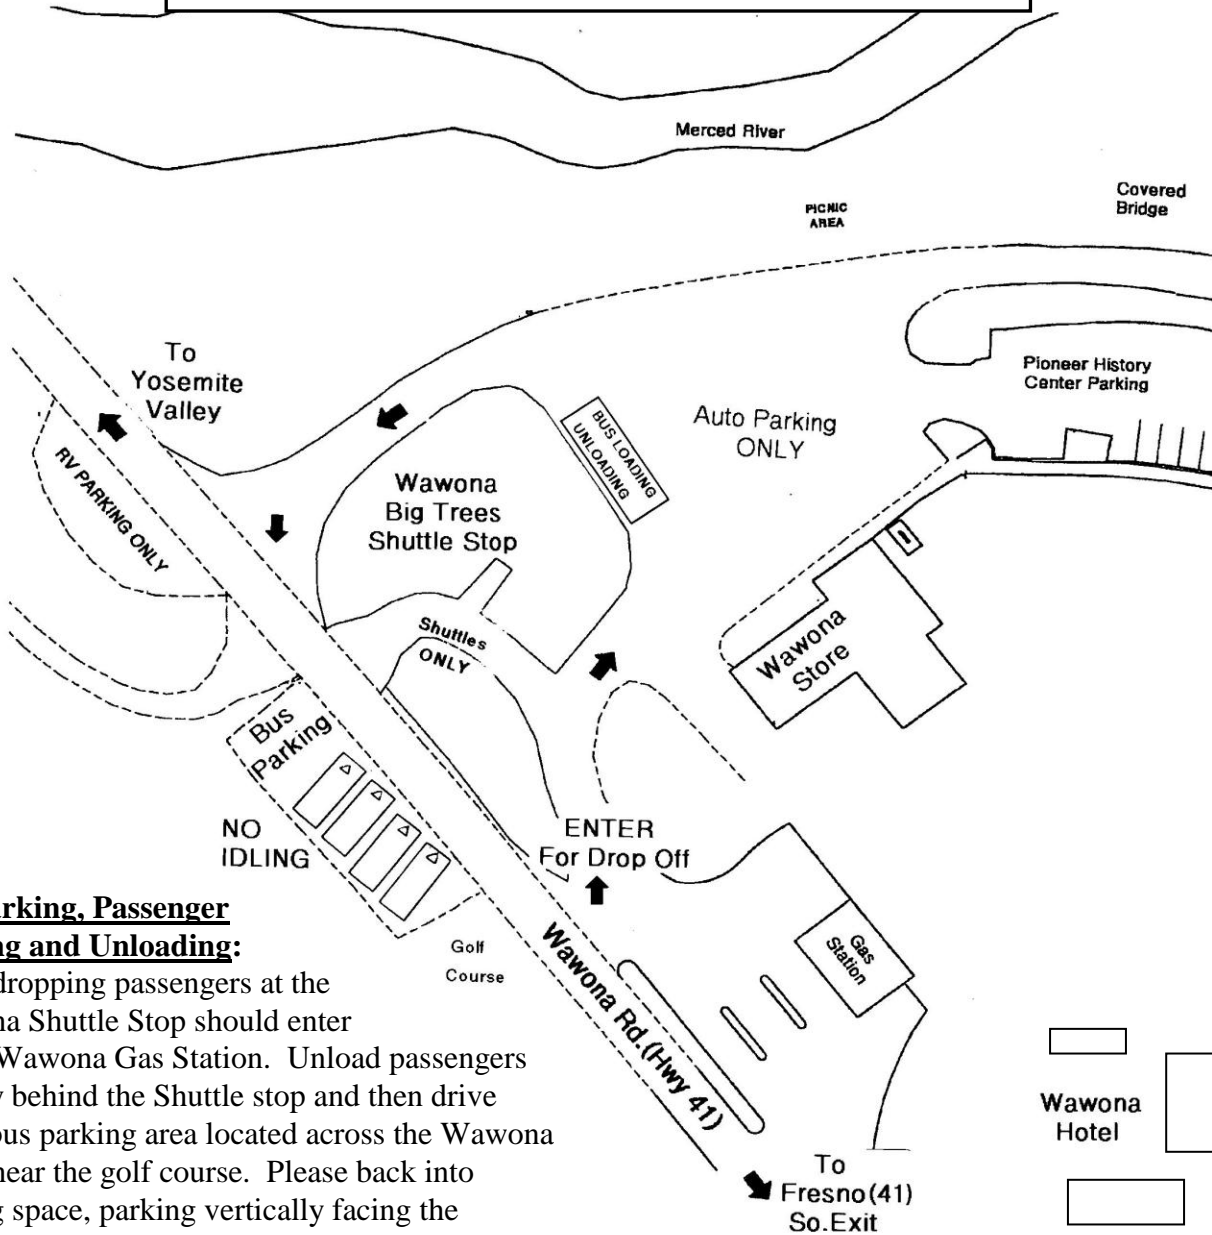 Merced River
Covered
Bridge
PICNIC
AREA
To
Yosemite
Valley
Pioneer History
Center Parking
Auto Parking
ONLY
BUS LOADING
UNLOADING
RV PARKING ONLY
Wawona
Big Trees
Shuttle Stop
Shuttles
ONLY
Wawona
Store
Bus
Parking
NO
IDLING
ENTER
For Drop Off
Gas
Station
Golf
Course
Wawona Rd.(Hwy 41)
Wawona
Hotel
To
Fresno(41)
So.Exit
rking, Passenger
ng and Unloading:
dropping passengers at the
na Shuttle Stop should enter
Wawona Gas Station. Unload passengers
y behind the Shuttle stop and then drive
bus parking area located across the Wawona
near the golf course. Please back into
g space, parking vertically facing the